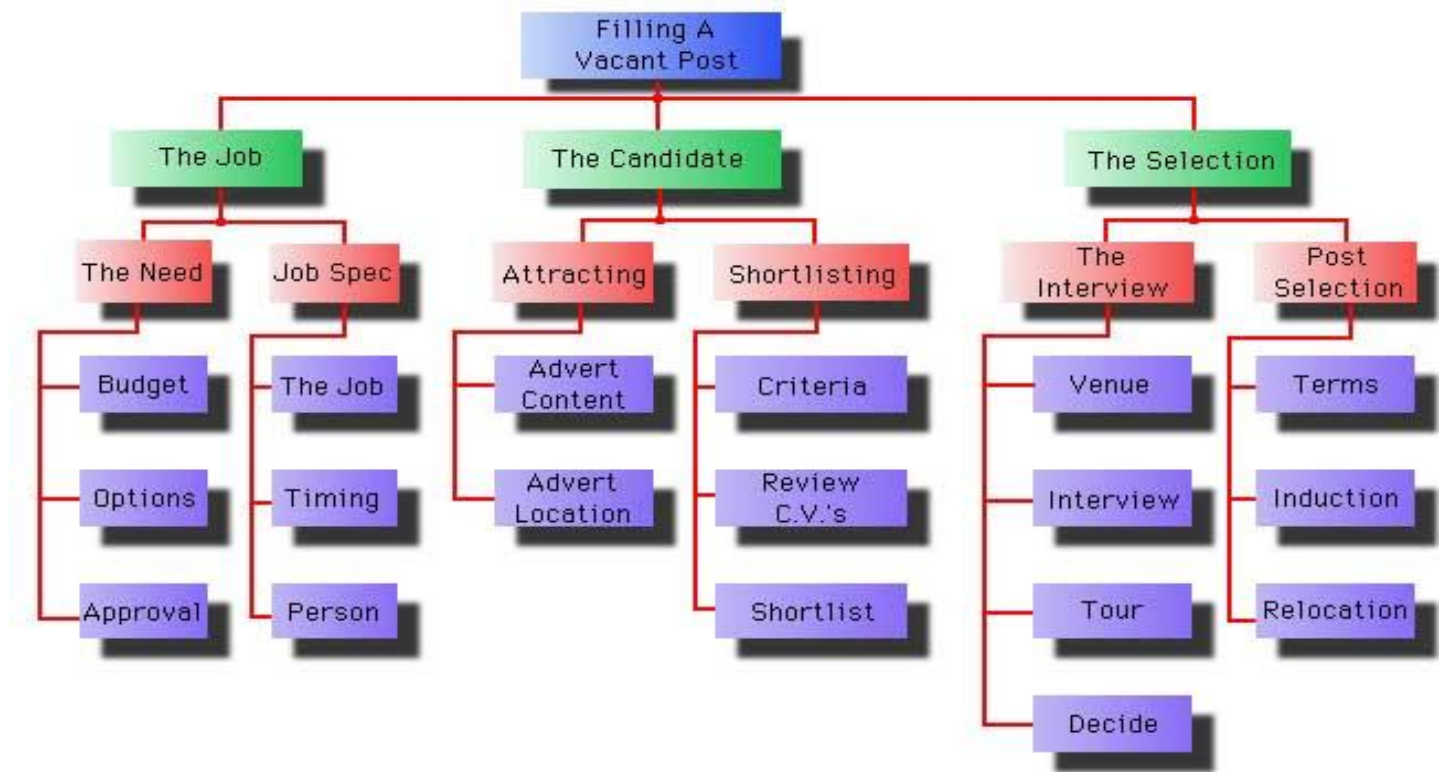 Filling A
Vacant Post
The Job
The Candidate
The Selection
The Need
Job Spec
Attracting
Shortlisting
The
Interview
Post
Selection
Budget
The Job
Advert
Content
Criteria
Venue
Terms
Options
Timing
Advert
Location
Review
C.V.'s
Interview
Induction
Approval
Person
Shortlist
Tour
Relocation
Decide